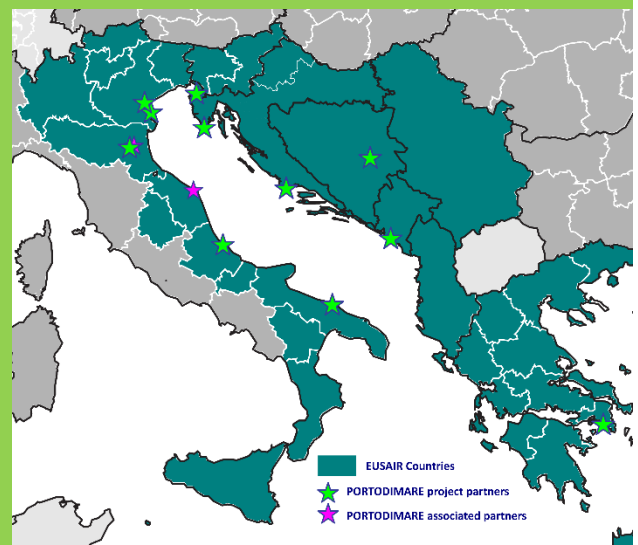 EUSAIR Countries
PORTODIMARE project partners
PORTODIMARE associated partners